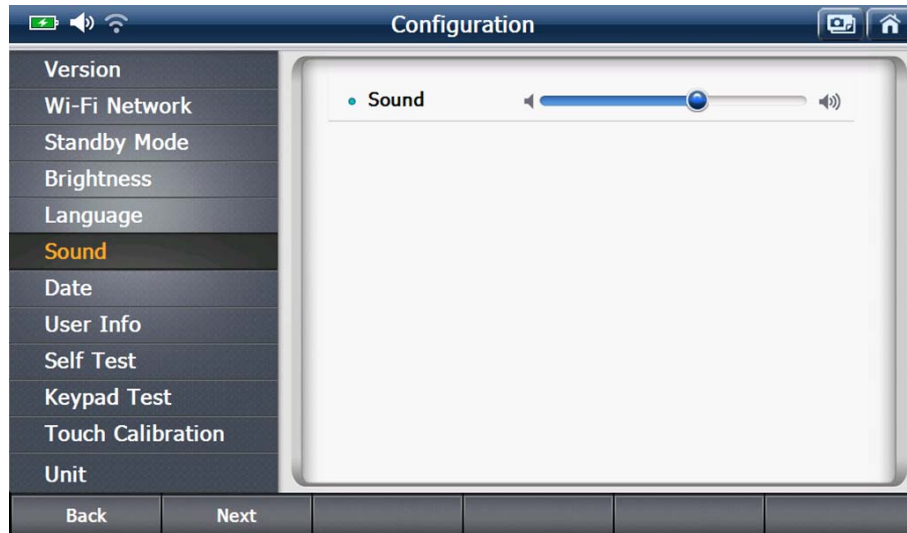 Configuration
Version
Wi-Fi Network
Standby Mode
Brightness
Language
Sound
Date
User Info
Self Test
Keypad Test
Touch Calibration
Unit
Sound
Back Next